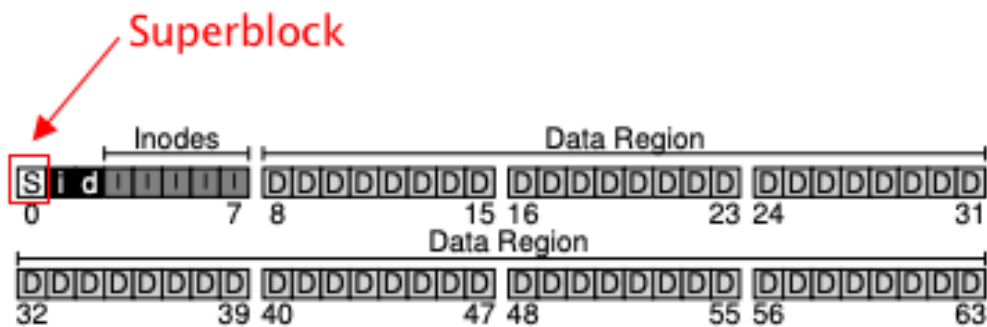 Superblock
Inodes Data Region
S i d I I I I I D D D D D D D D D D D D D D D D D D D D D D D D
0 7 8 15 16 23 24 31
Data Region
D D D D D D D D D D D D D D D D D D D D D D D D D D D D D D D D
32 39 40 47 48 55 56 63